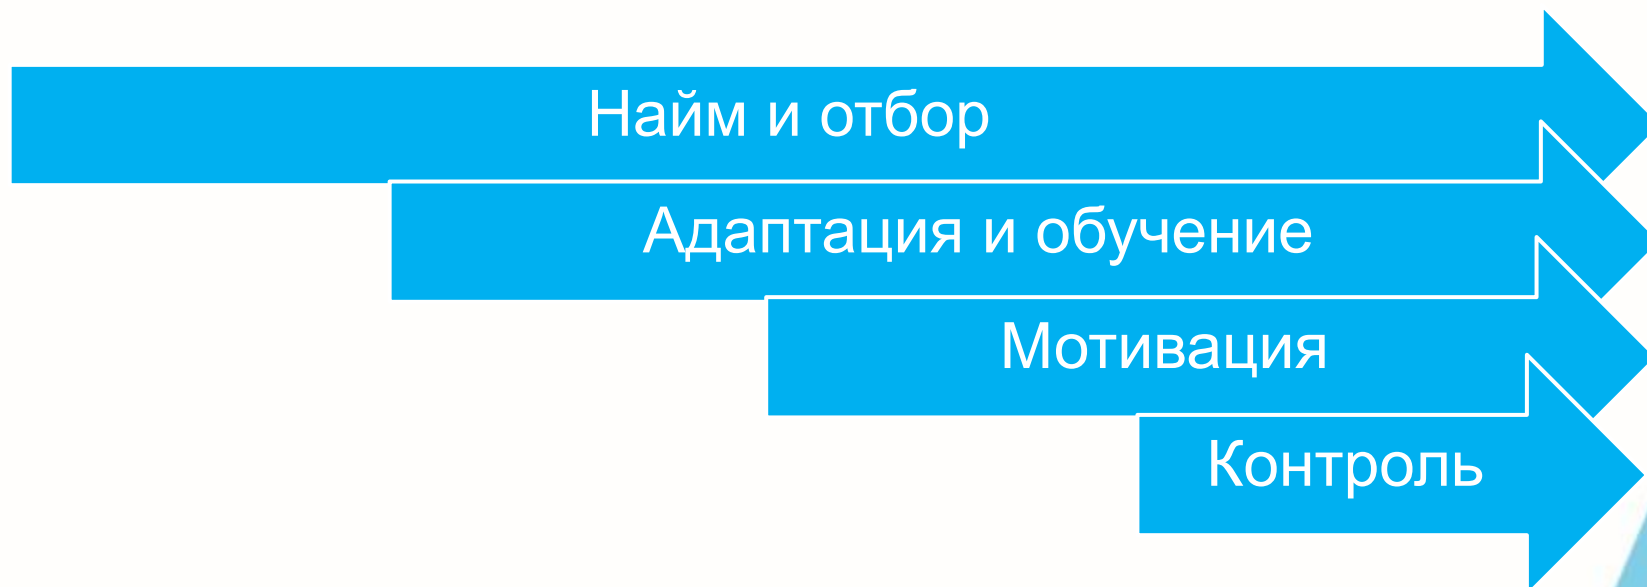 Найм и отбор
Адаптация и обучение
Мотивация
Контроль